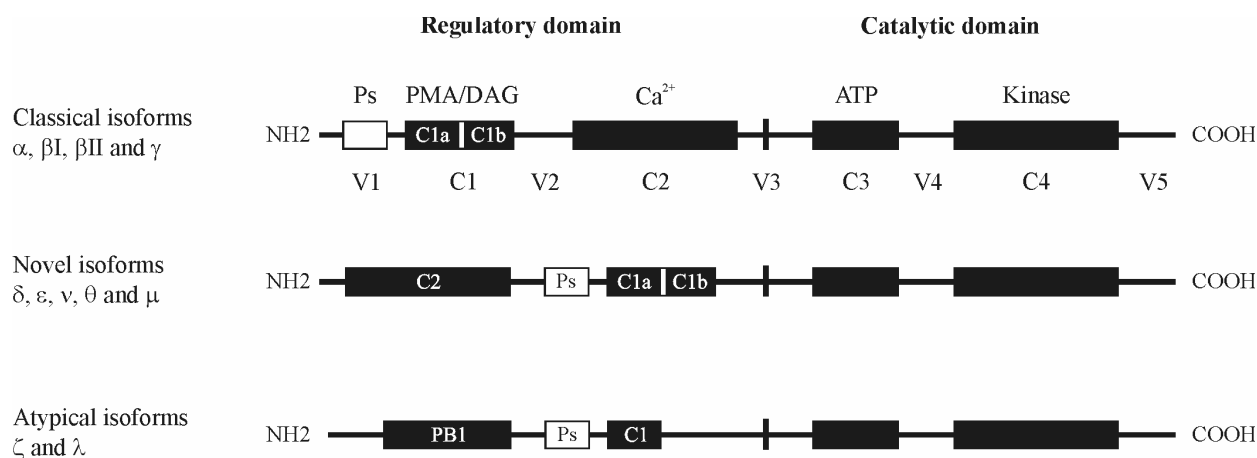 Regulatory domain Catalytic domain
Ps PMA/DAG Ca²⁺ ATP Kinase
Classical isoforms
α, βI, βII and γ
NH2 C1a C1b COOH
V1 C1 V2 C2 V3 C3 V4 C4 V5
Novel isoforms
δ, ε, ν, θ and μ
NH2 C2 Ps C1a C1b COOH
Atypical isoforms
ζ and λ
NH2 PB1 Ps C1 COOH